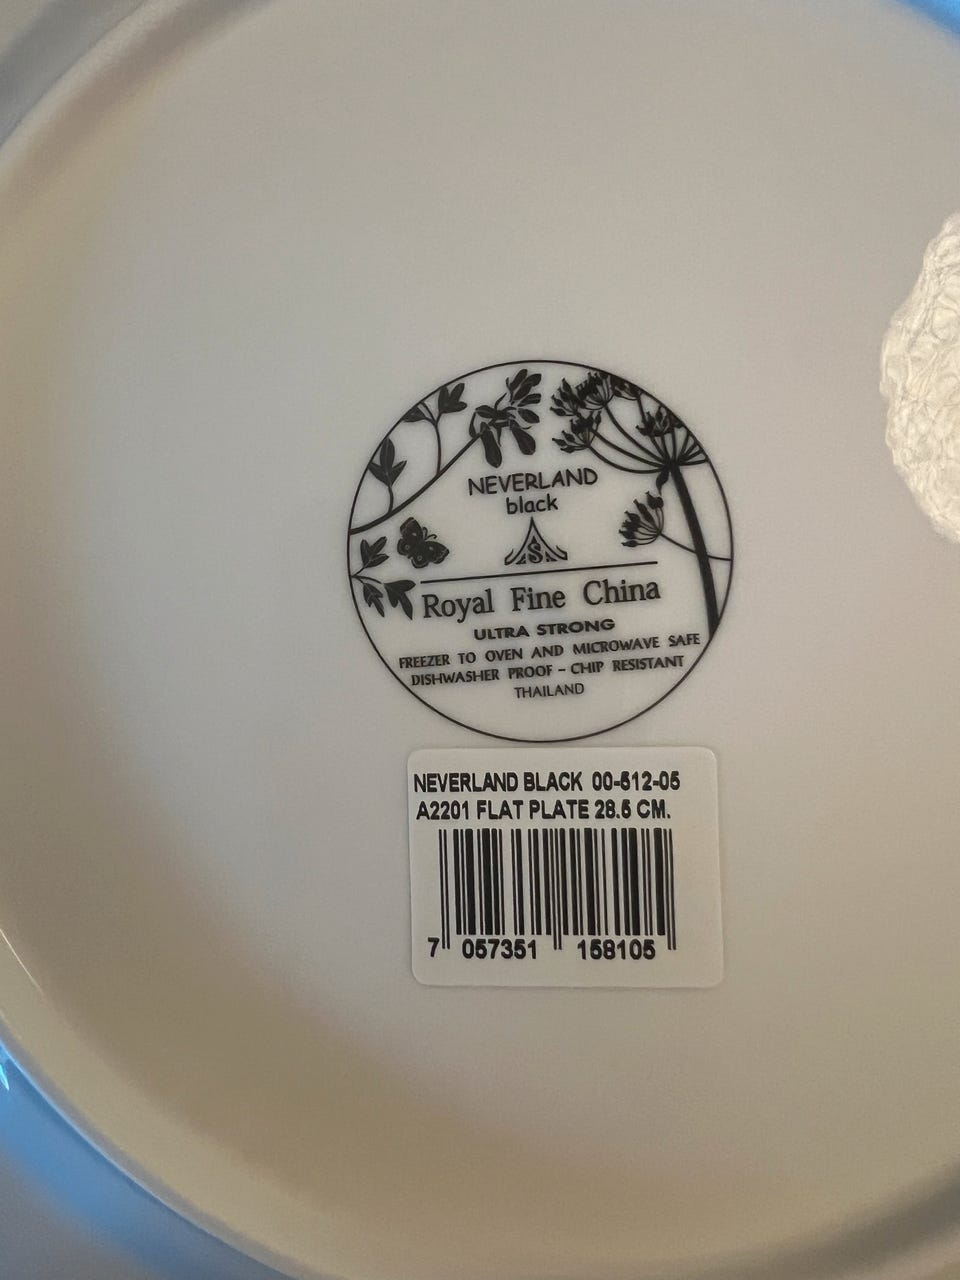 NEVERLAND
black
S
Royal Fine China
ULTRA STRONG
FREEZER TO OVEN AND MICROWAVE SAFE
DISHWASHER PROOF – CHIP RESISTANT
THAILAND
NEVERLAND BLACK 00-512-05
A2201 FLAT PLATE 28.5 CM.
7 057351 158105